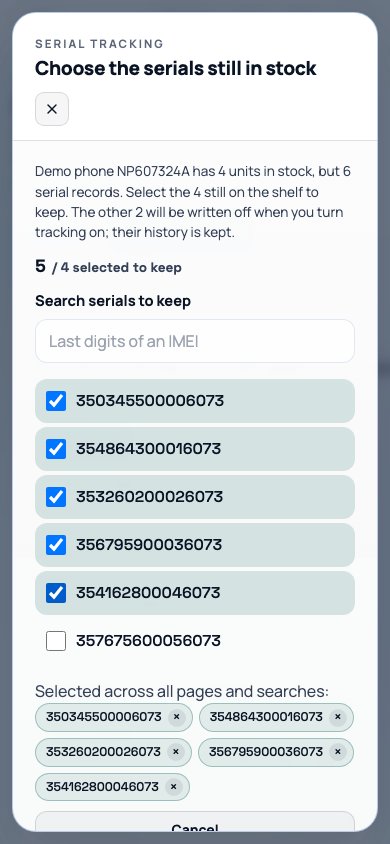 SERIAL TRACKING
Choose the serials still in stock
×
Demo phone NP607324A has 4 units in stock, but 6
serial records. Select the 4 still on the shelf to
keep. The other 2 will be written off when you turn
tracking on; their history is kept.
5 / 4 selected to keep
Search serials to keep
Last digits of an IMEI
350345500006073
354864300016073
353260200026073
356795900036073
354162800046073
357675600056073
Selected across all pages and searches:
350345500006073 × 354864300016073 ×
353260200026073 × 356795900036073 ×
354162800046073 ×
Cancel